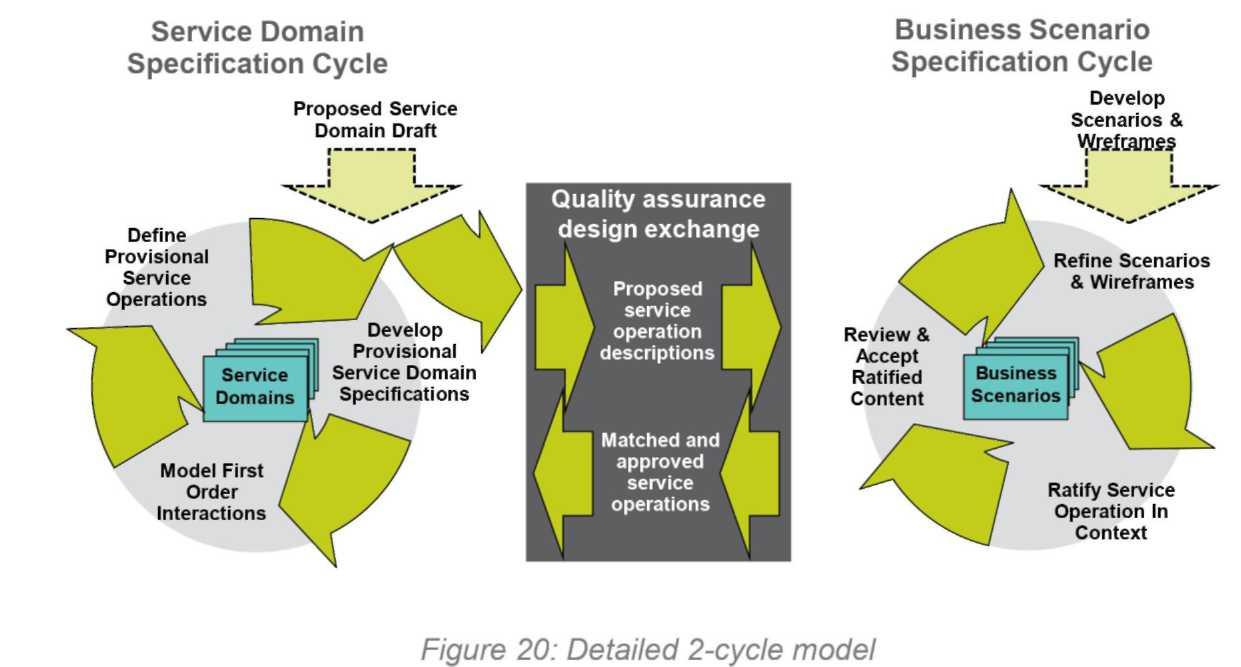 Service Domain
Specification Cycle
Business Scenario
Specification Cycle
Proposed Service
Domain Draft
Develop
Scenarios &
Wreframes
Quality assurance
design exchange
Define
Provisional
Service
Operations
Refine Scenarios
& Wireframes
Proposed
service
operation
descriptions
Develop
Provisional
Service Domain
Specifications
Review &
Accept
Ratified
Content
Service
Domains
Business
Scenarios
Matched and
approved
service
operations
Model First
Order
Interactions
Ratify Service
Operation In
Context
Figure 20: Detailed 2-cycle model